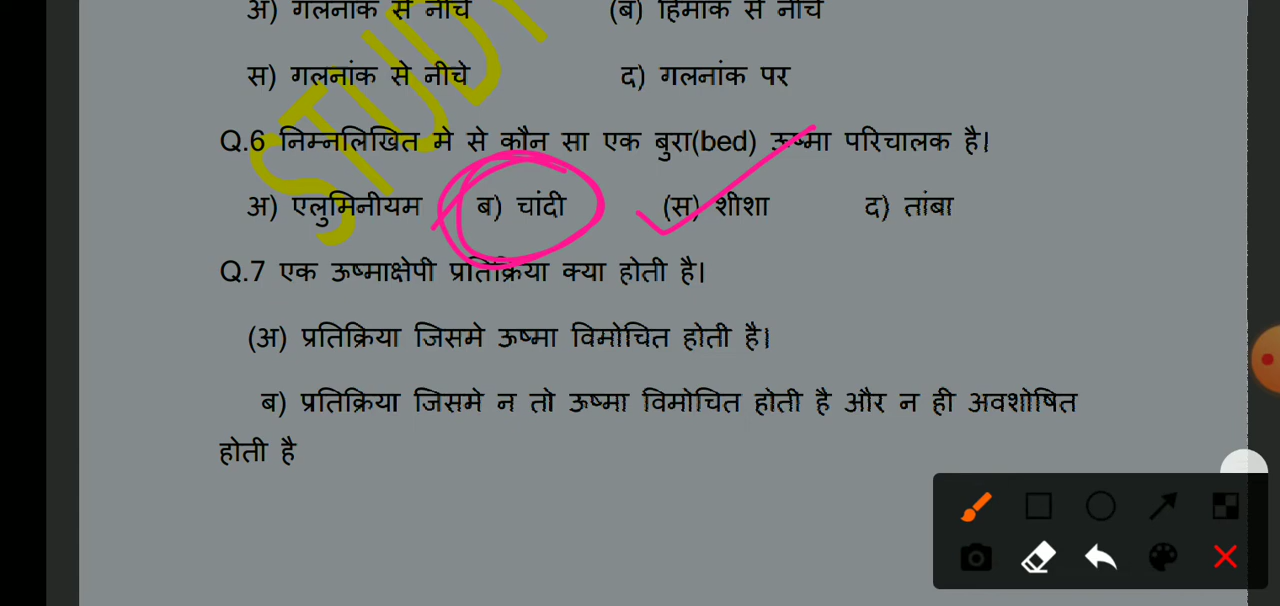 अ) गलनांक से नीचे (ब) हिमांक से नीचे
स) गलनांक से नीचे द) गलनांक पर
Q.6 निम्नलिखित मे से कौन सा एक बुरा(bed) ऊष्मा परिचालक है।
अ) एलुमिनीयम ब) चांदी (स) शीशा द) तांबा
Q.7 एक ऊष्माक्षेपी प्रतिक्रिया क्या होती है।
(अ) प्रतिक्रिया जिसमे ऊष्मा विमोचित होती है।
ब) प्रतिक्रिया जिसमे न तो ऊष्मा विमोचित होती है और न ही अवशोषित
होती है
STUDY